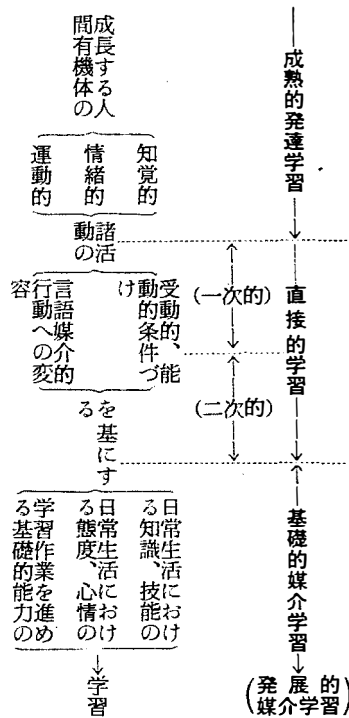 成熟的発達学習
直接的学習
基礎的媒介学習
(発展的
媒介学習)
(一次的)
(二次的)
成長する人
間有機体の
知覚的
情緒的
運動的
諸活
動の
受動的、能
動的条件づ
け
言語媒介的
行動への変
容
を基にす
る
日常生活におけ
る知識、技能の
日常生活におけ
る態度、心情の
学習作業を進め
る基礎的能力の
学習